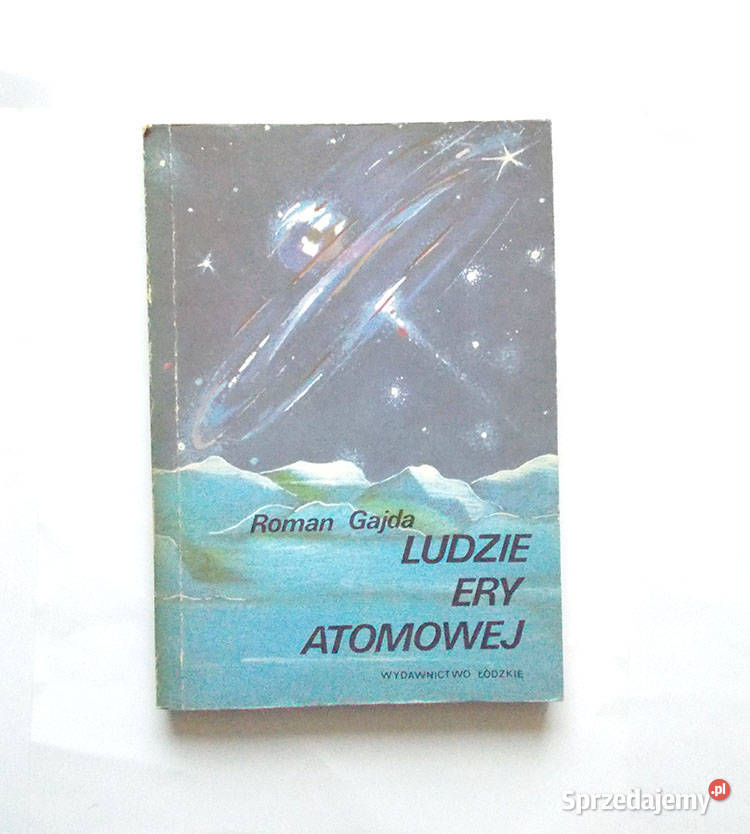 Roman Gajda
LUDZIE
ERY
ATOMOWEJ
WYDAWNICTWO ŁÓDZKIE
Sprzedajemy.pl